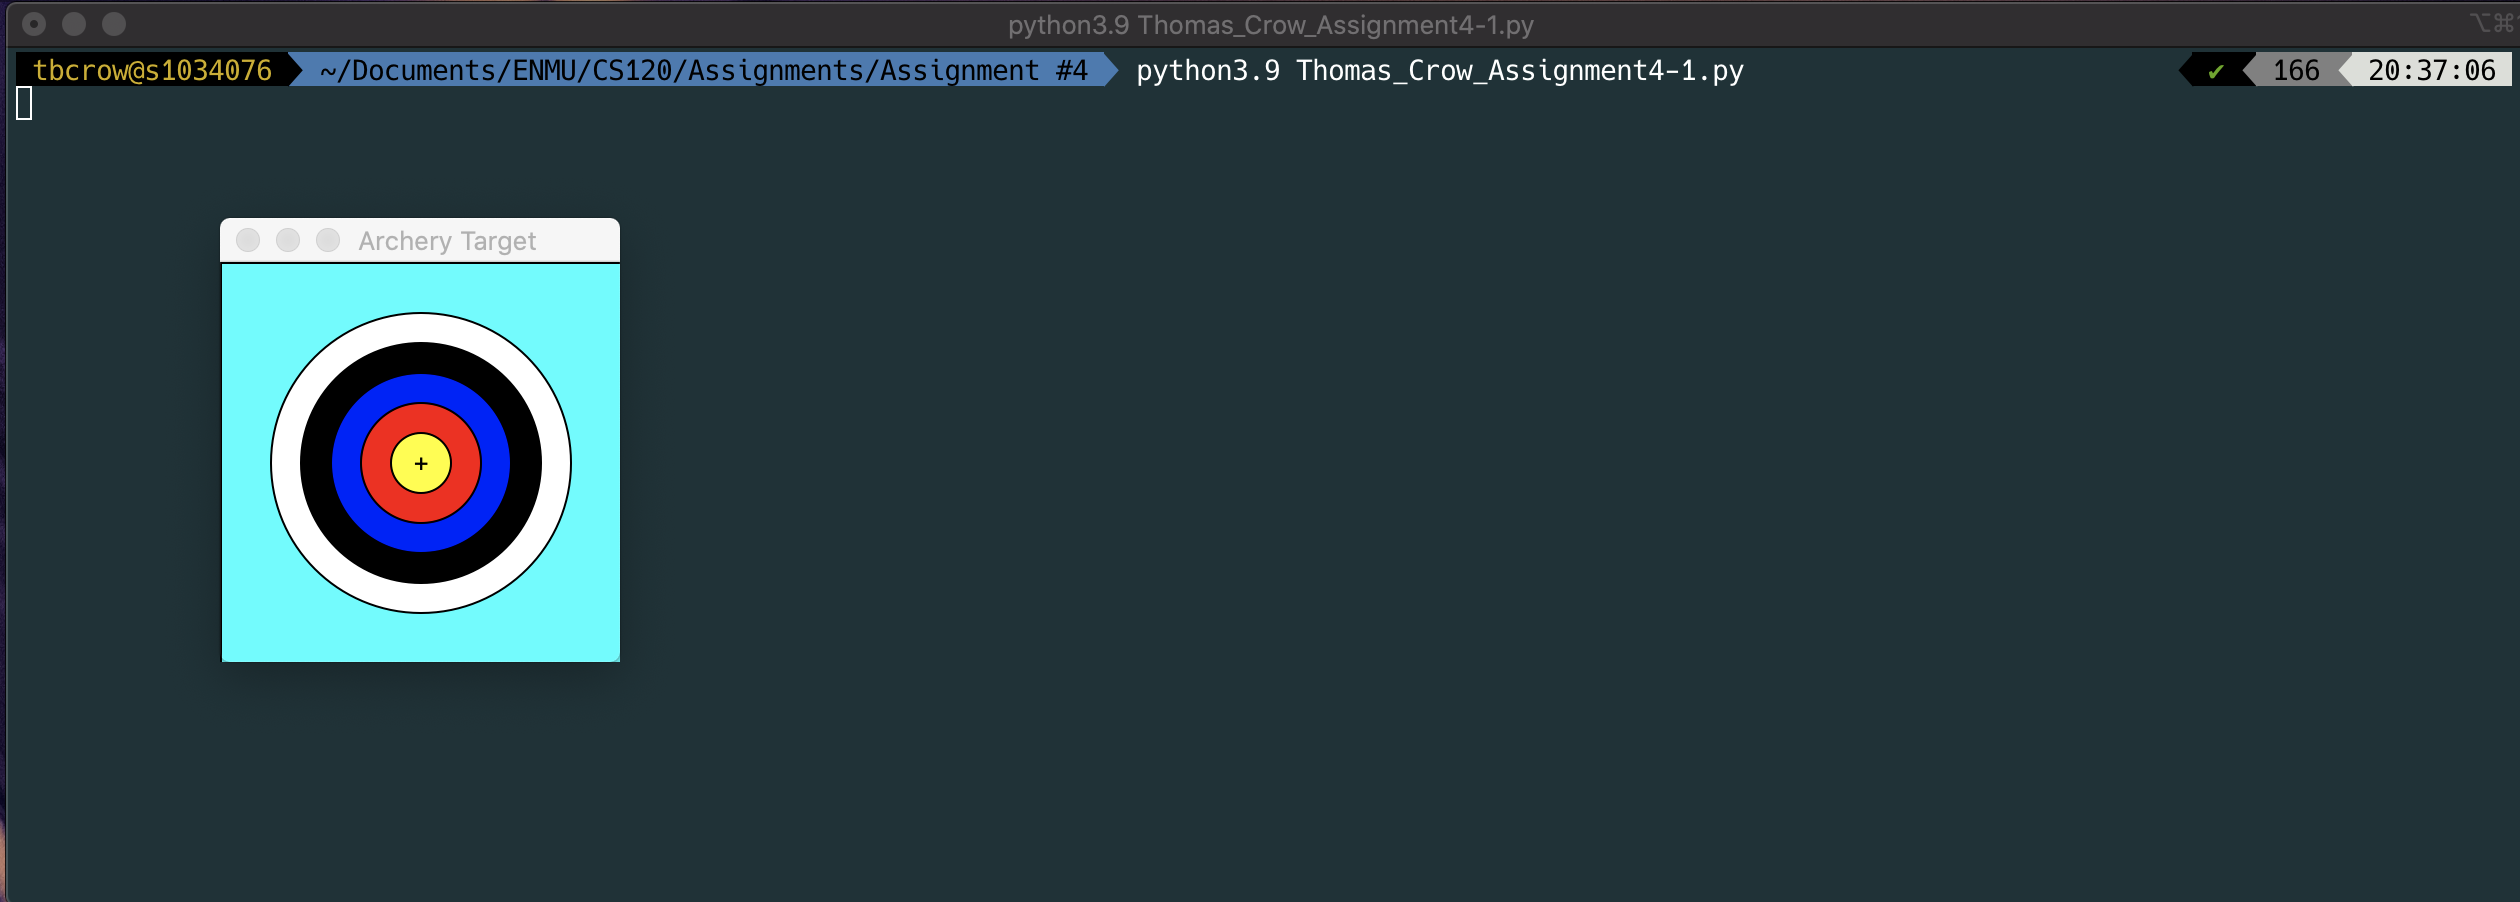 python3.9 Thomas_Crow_Assignment4-1.py ⌥⌘
tbcrow@s1034076 ~/Documents/ENMU/CS120/Assignments/Assignment #4 python3.9 Thomas_Crow_Assignment4-1.py ✔ 166 20:37:06
Archery Target
+